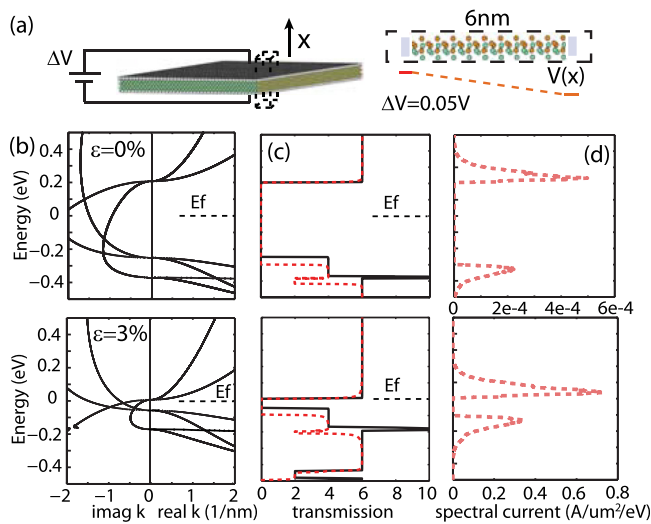 (a)
ΔV
X
6nm
V(x)
ΔV=0.05V
(b)
(c)
(d)
Energy (eV)
0.4
0.2
0
−0.2
−0.4
ε=0%
Ef
Ef
2e-4 4e-4 6e-4
Energy (eV)
0.4
0.2
0
−0.2
−0.4
ε=3%
Ef
Ef
−2 −1 0 1 2
imag k real k (1/nm)
0 2 4 6 8 10
transmission
0 0.2 0.4 0.6 0.8
spectral current (A/um²/eV)